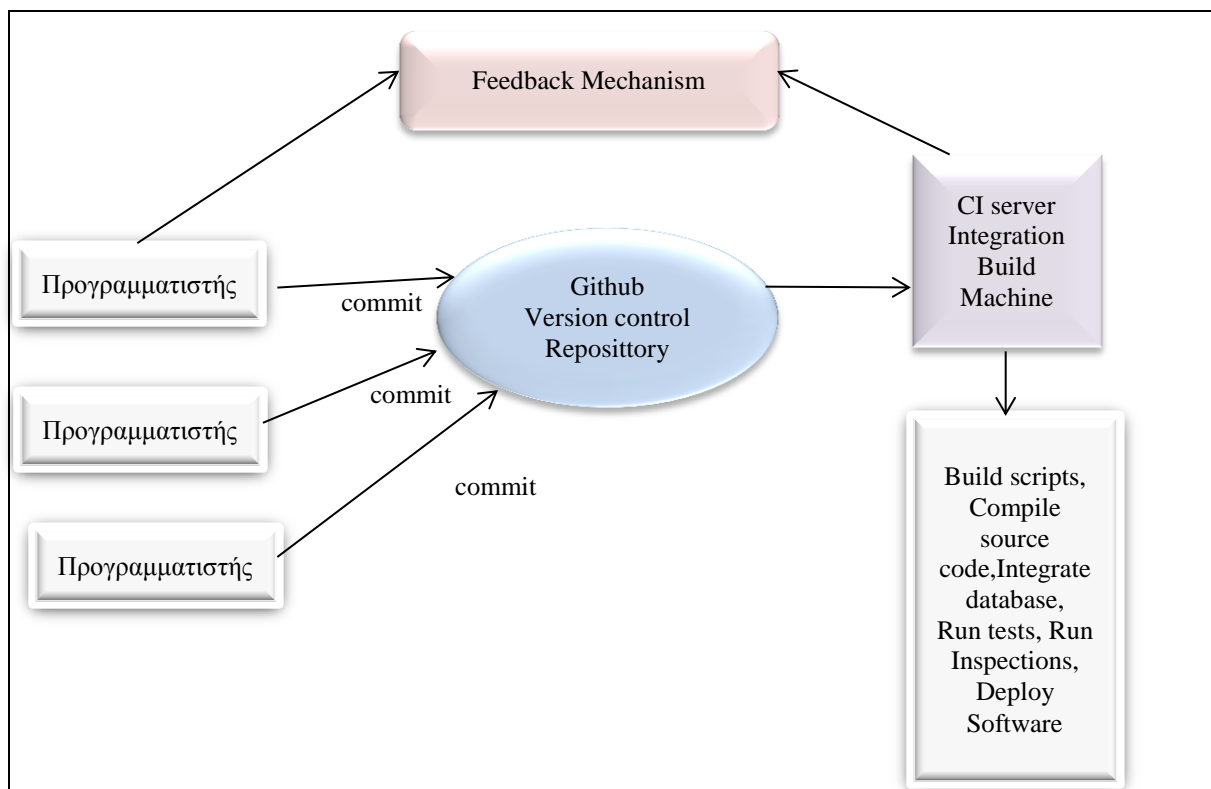 Feedback Mechanism
CI server
Integration
Build
Machine
Προγραμματιστής
commit
Github
Version control
Reposittory
Προγραμματιστής
commit
Προγραμματιστής
commit
Build scripts,
Compile
source
code,Integrate
database,
Run tests, Run
Inspections,
Deploy
Software